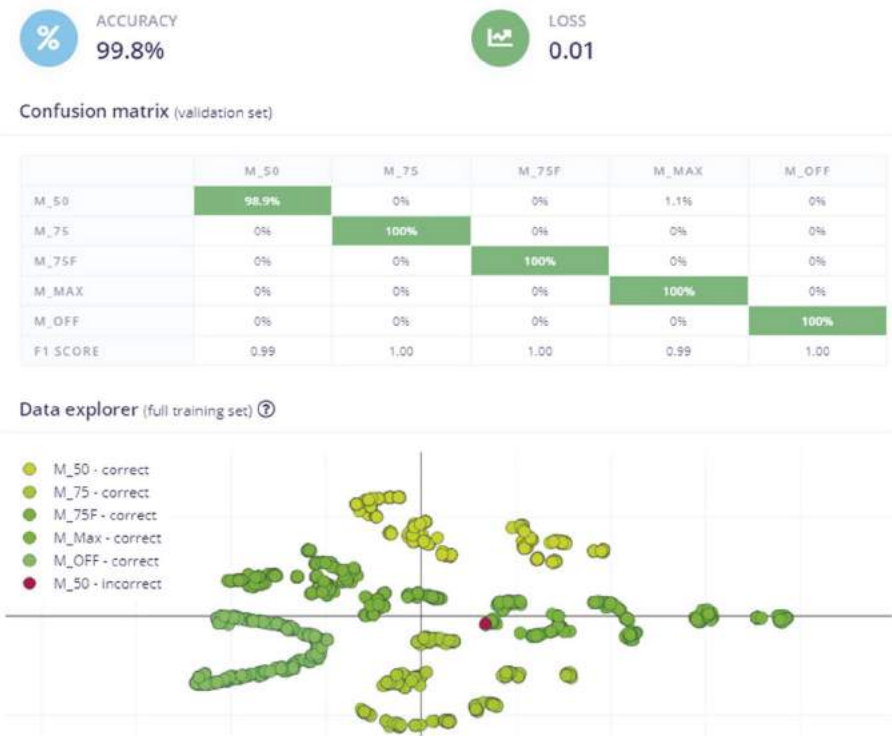 ACCURACY LOSS
% 99.8% 0.01
Confusion matrix (validation set)
M_50 M_75 M_75F M_MAX M_OFF
M_50 98.9% 0% 0% 1.1% 0%
M_75 0% 100% 0% 0% 0%
M_75F 0% 0% 100% 0% 0%
M_MAX 0% 0% 0% 100% 0%
M_OFF 0% 0% 0% 0% 100%
F1 SCORE 0.99 1.00 1.00 0.99 1.00
Data explorer (full training set) ?
M_50 - correct
M_75 - correct
M_75F - correct
M_Max - correct
M_OFF - correct
M_50 - incorrect